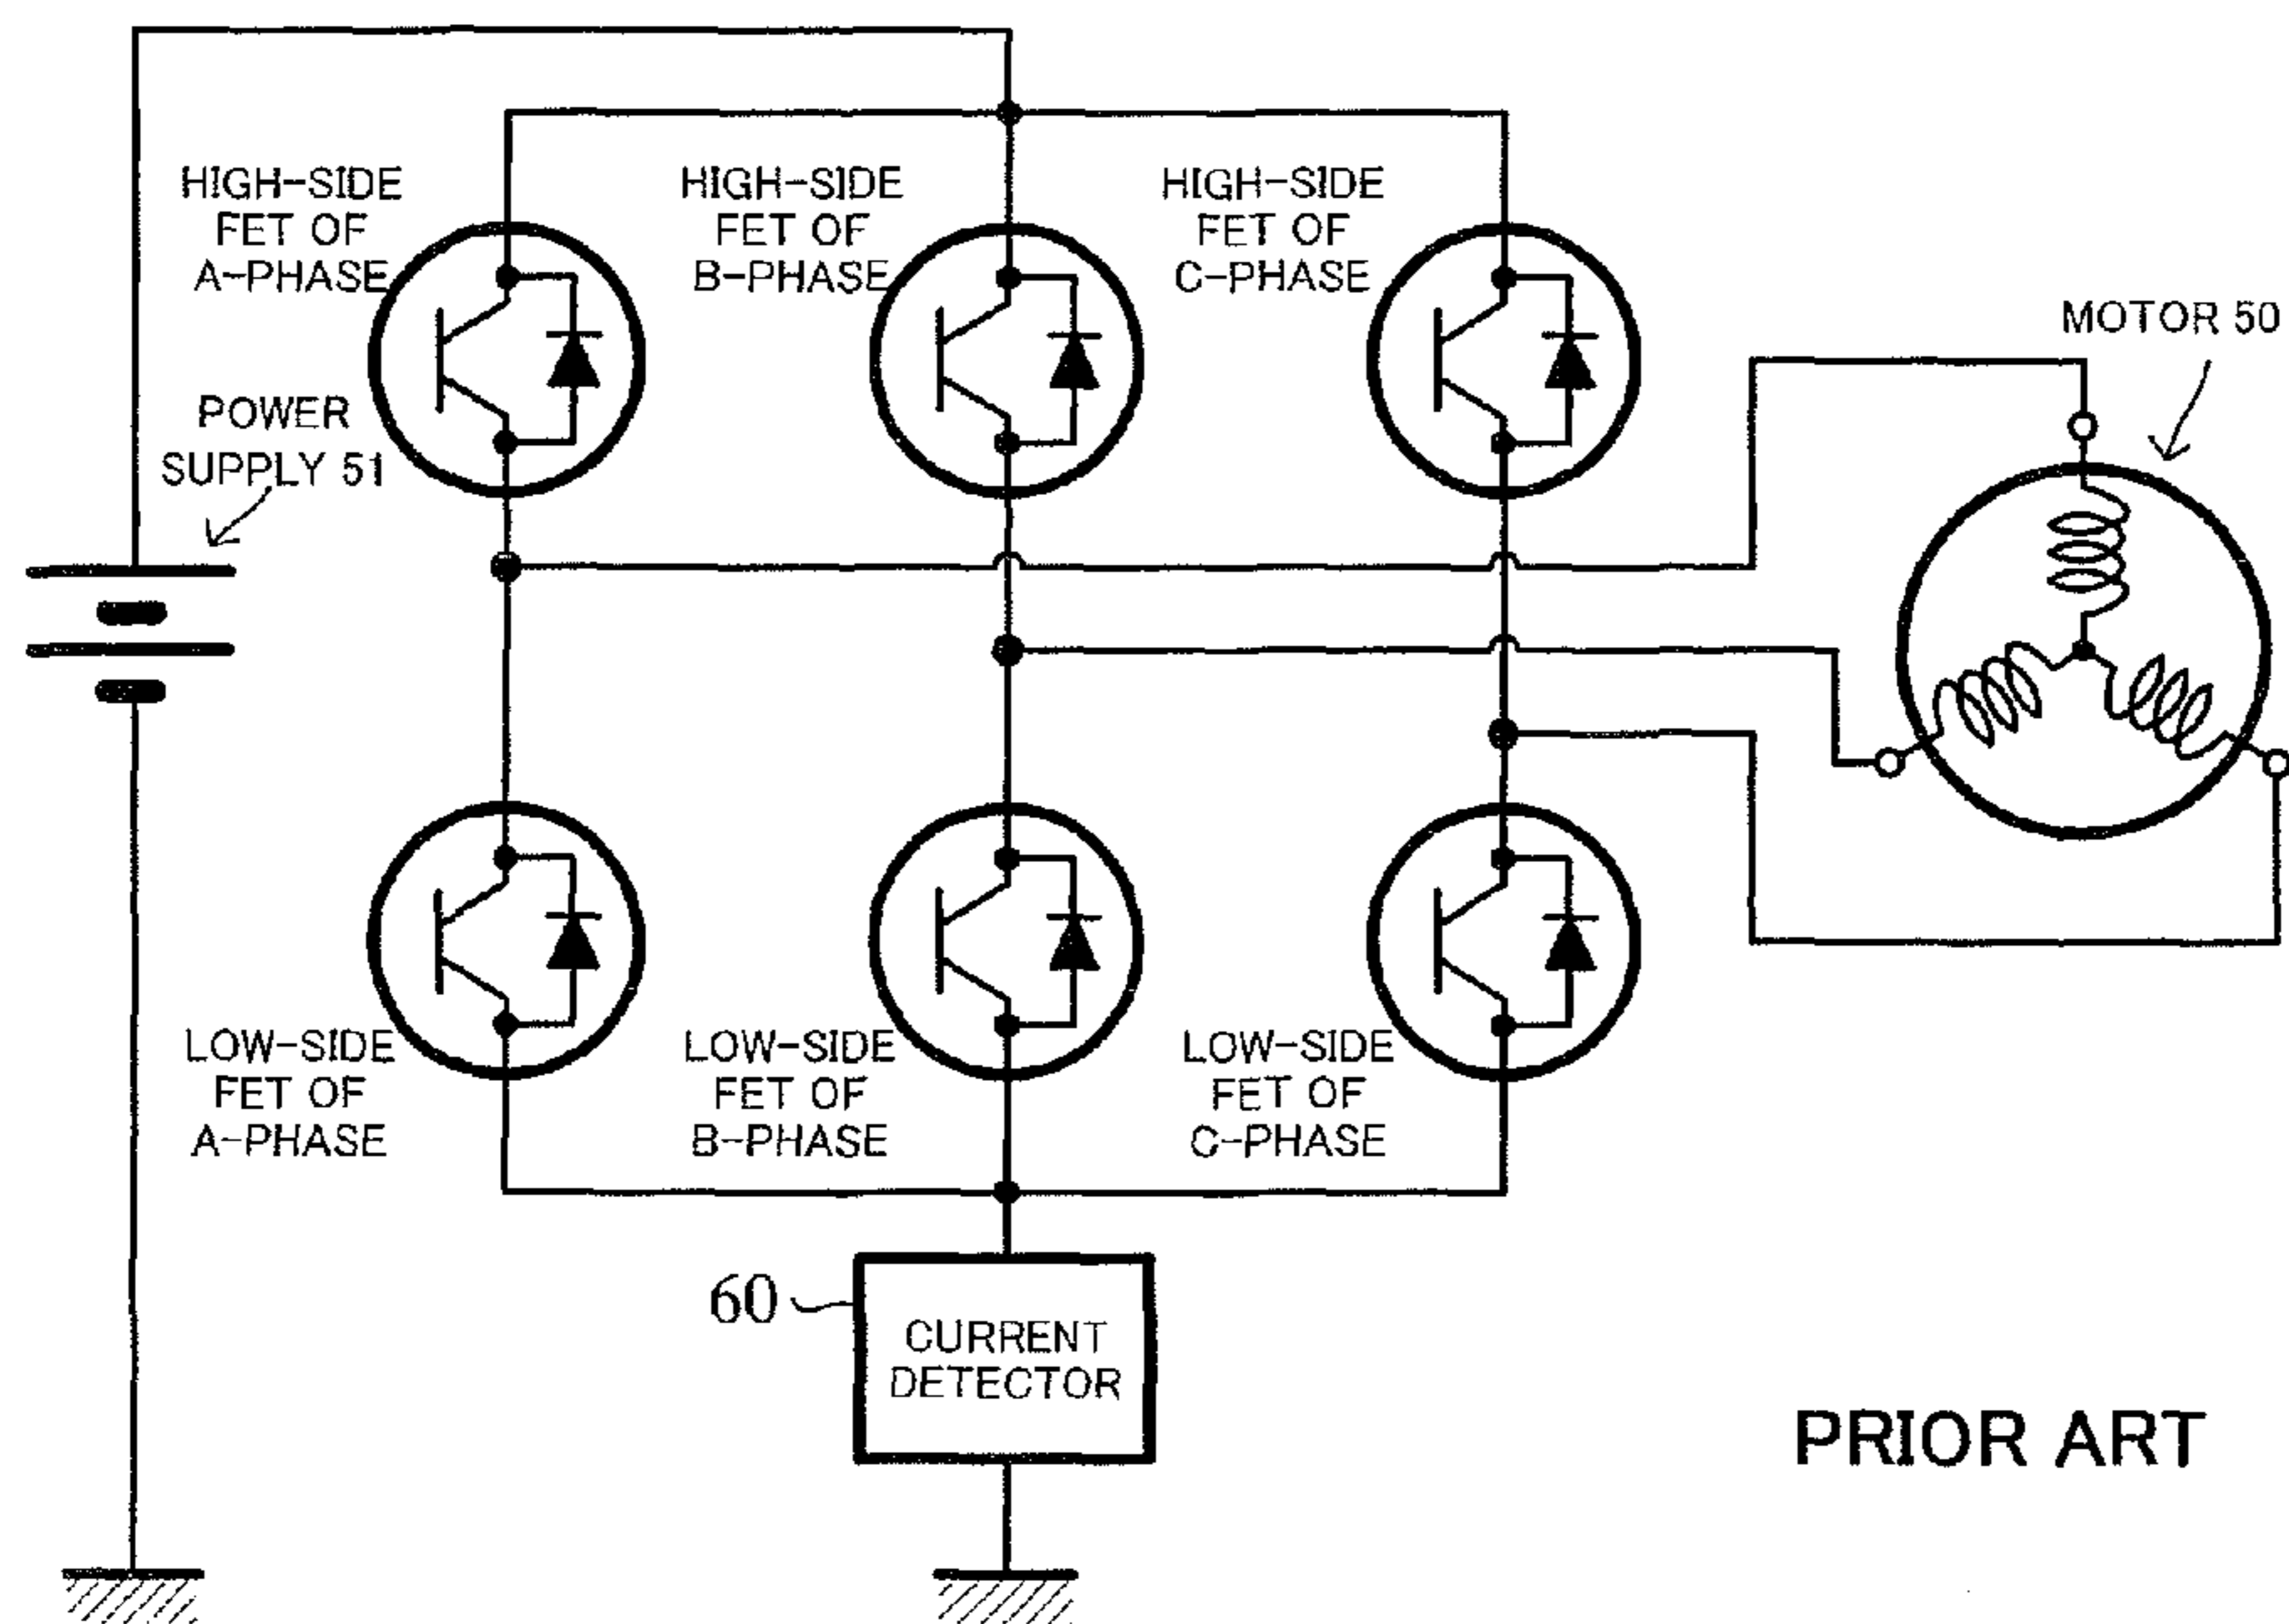 HIGH-SIDE
FET OF
A-PHASE
HIGH-SIDE
FET OF
B-PHASE
HIGH-SIDE
FET OF
C-PHASE
MOTOR 50
POWER
SUPPLY 51
LOW-SIDE
FET OF
A-PHASE
LOW-SIDE
FET OF
B-PHASE
LOW-SIDE
FET OF
C-PHASE
60
CURRENT
DETECTOR
PRIOR ART